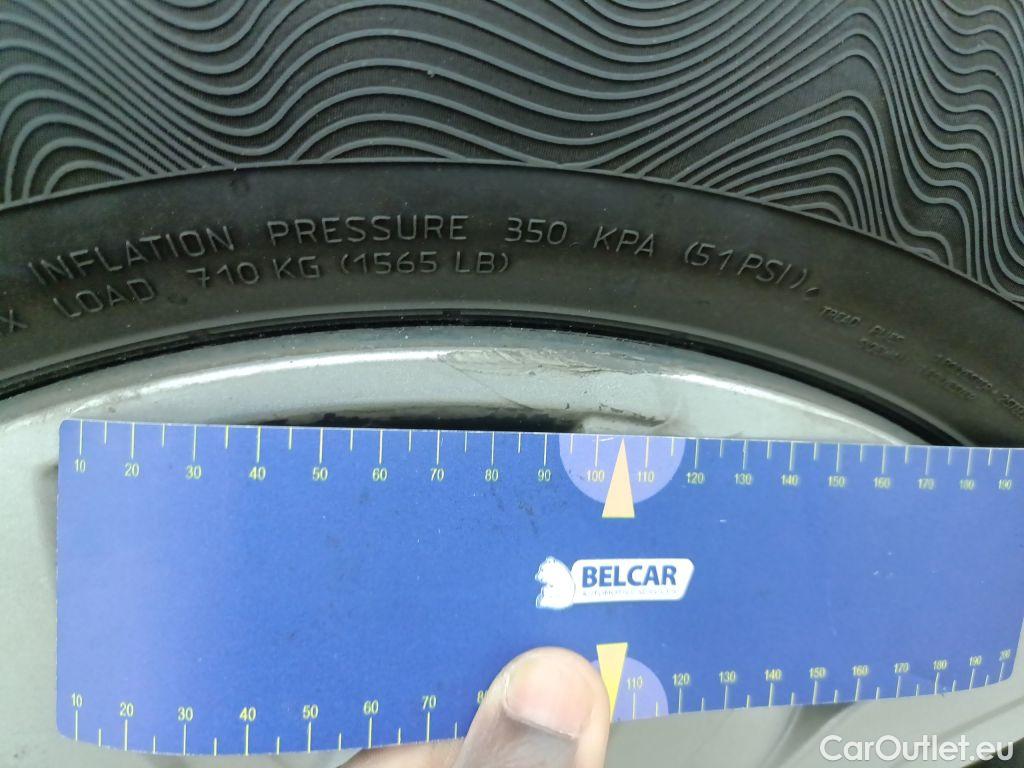 INFLATION PRESSURE 350 KPA (51 PSI),
LOAD 710 KG (1565 LB)
10 20 30 40 50 60 70 80 90 100 110 120 130 140 150 160 170 180 190
BELCAR
10 20 30 40 50 60 70 110 120 130 140 150 160 170 180 190 200
CarOutlet.eu